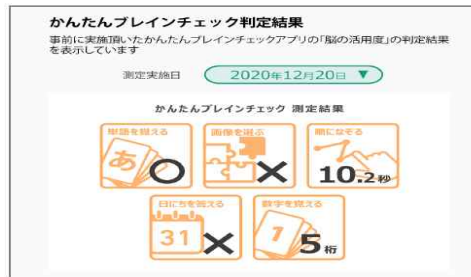 かんたんブレインチェック判定結果
事前に実施頂いたかんたんブレインチェックアプリの「脳の活用度」の判定結果
を表示しています
測定実施日 2020年12月20日 ▼
かんたんブレインチェック 測定結果
単語を覚える 画像を選ぶ 順になぞる
あ 〇 × 10.2秒
日にちを覚える 数字を覚える
31 × 1 5桁